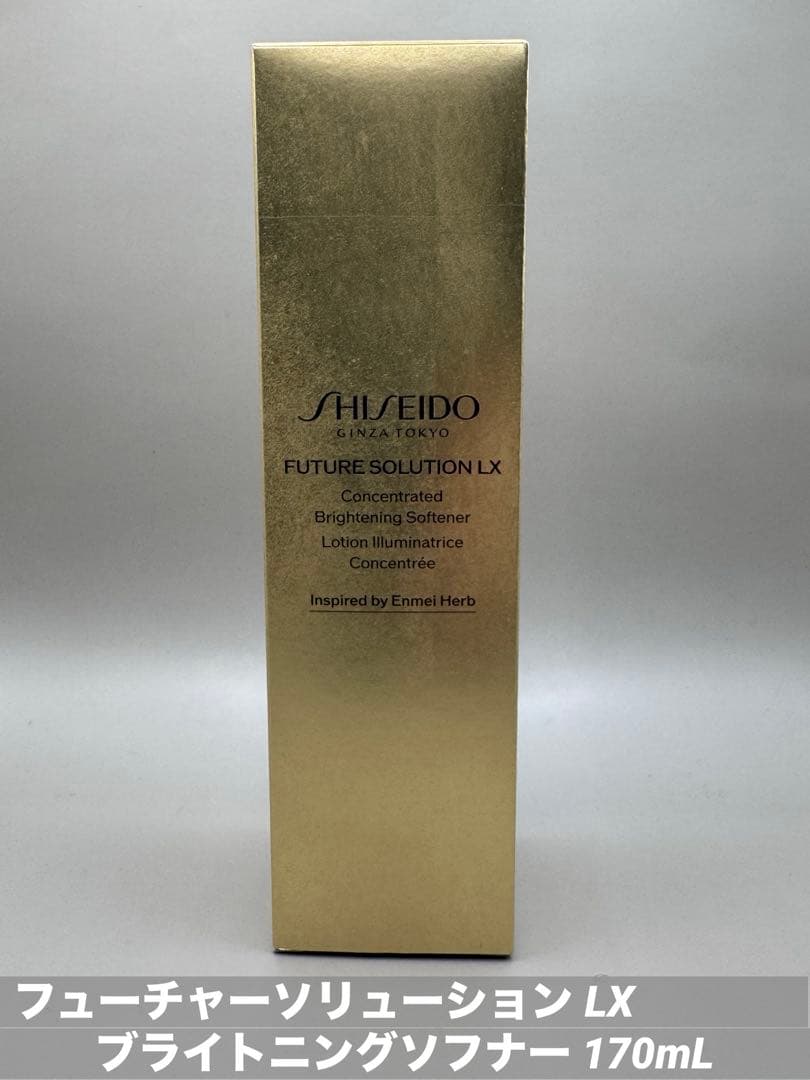 SHISEIDO
GINZA TOKYO
FUTURE SOLUTION LX
Concentrated
Brightening Softener
Lotion Illuminatrice
Concentrée
Inspired by Enmei Herb
フューチャーソリューション LX
ブライトニングソフナー 170mL